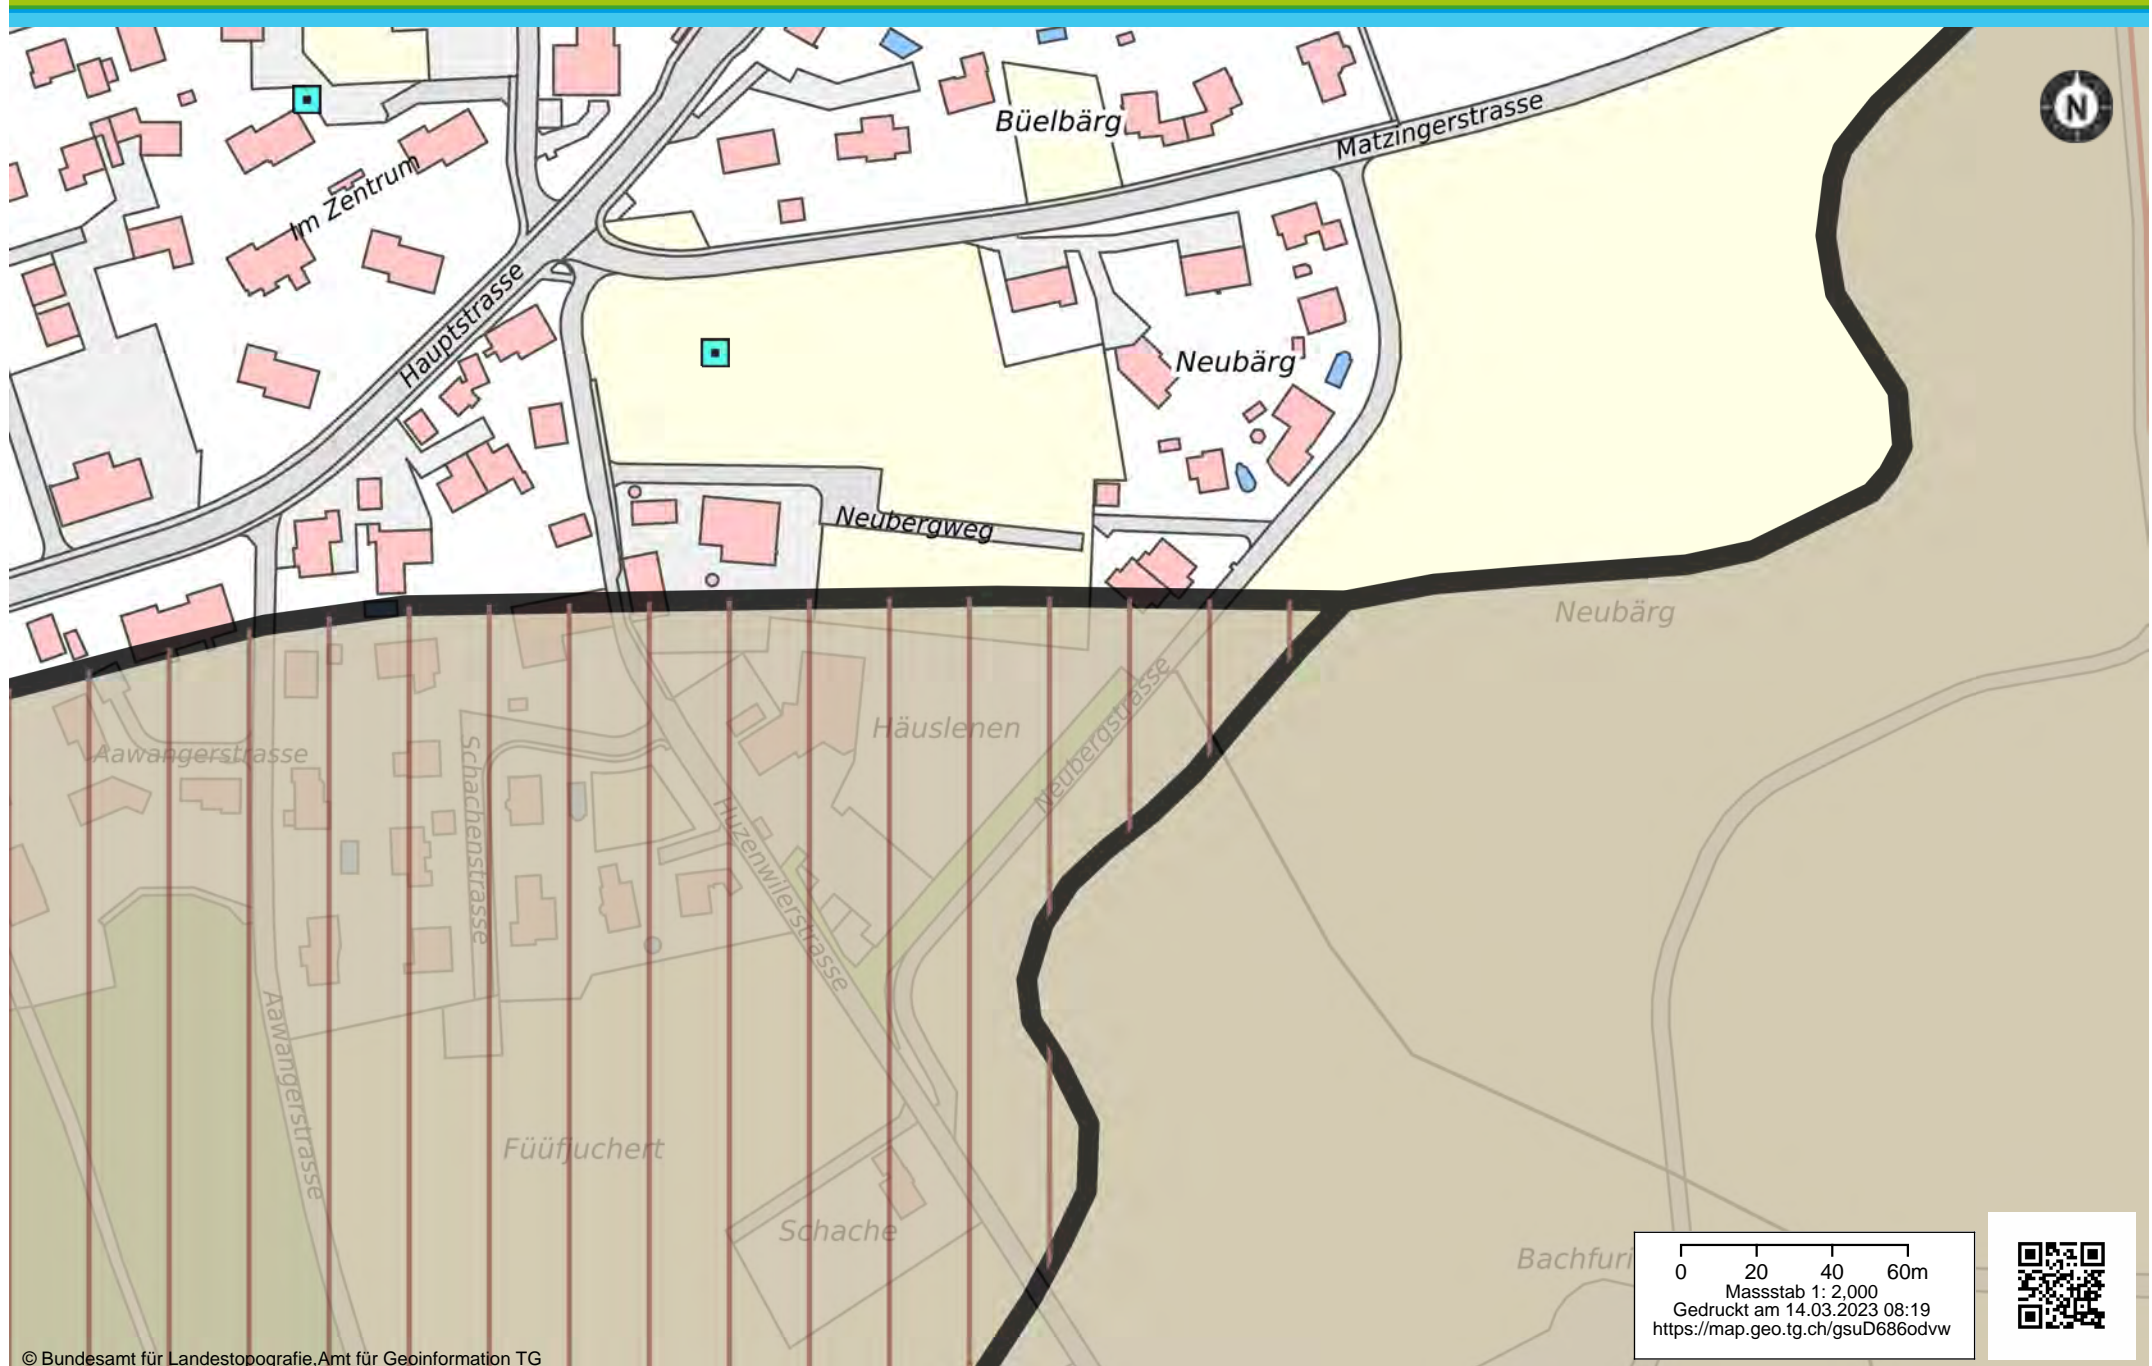 N
Büelbärg
Matzingerstrasse
Im Zentrum
Hauptstrasse
Neubärg
Neubergweg
Neubärg
Neubergstrasse
Häuslenen
Aawangerstrasse
Schachenstrasse
Huzenwilerstrasse
Aawangerstrasse
Füüfjuchert
Schache
Bachfuri
0 20 40 60m
Massstab 1: 2,000
Gedruckt am 14.03.2023 08:19
https://map.geo.tg.ch/gsuD686odvw
© Bundesamt für Landestopografie,Amt für Geoinformation TG